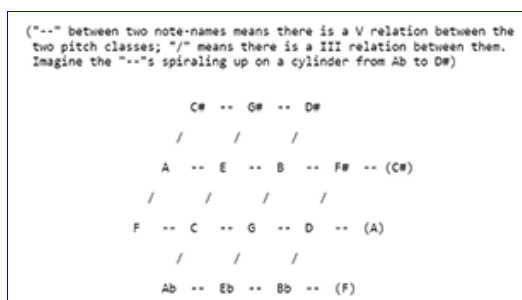 ("--" between two note-names means there is a V relation between the
two pitch classes; "/" means there is a III relation between them.
Imagine the "--"s spiraling up on a cylinder from Ab to D#)
C# -- G# -- D#
/ / /
A -- E -- B -- F# -- (C#)
/ / / /
F -- C -- G -- D -- (A)
/ / /
Ab -- Eb -- Bb -- (F)